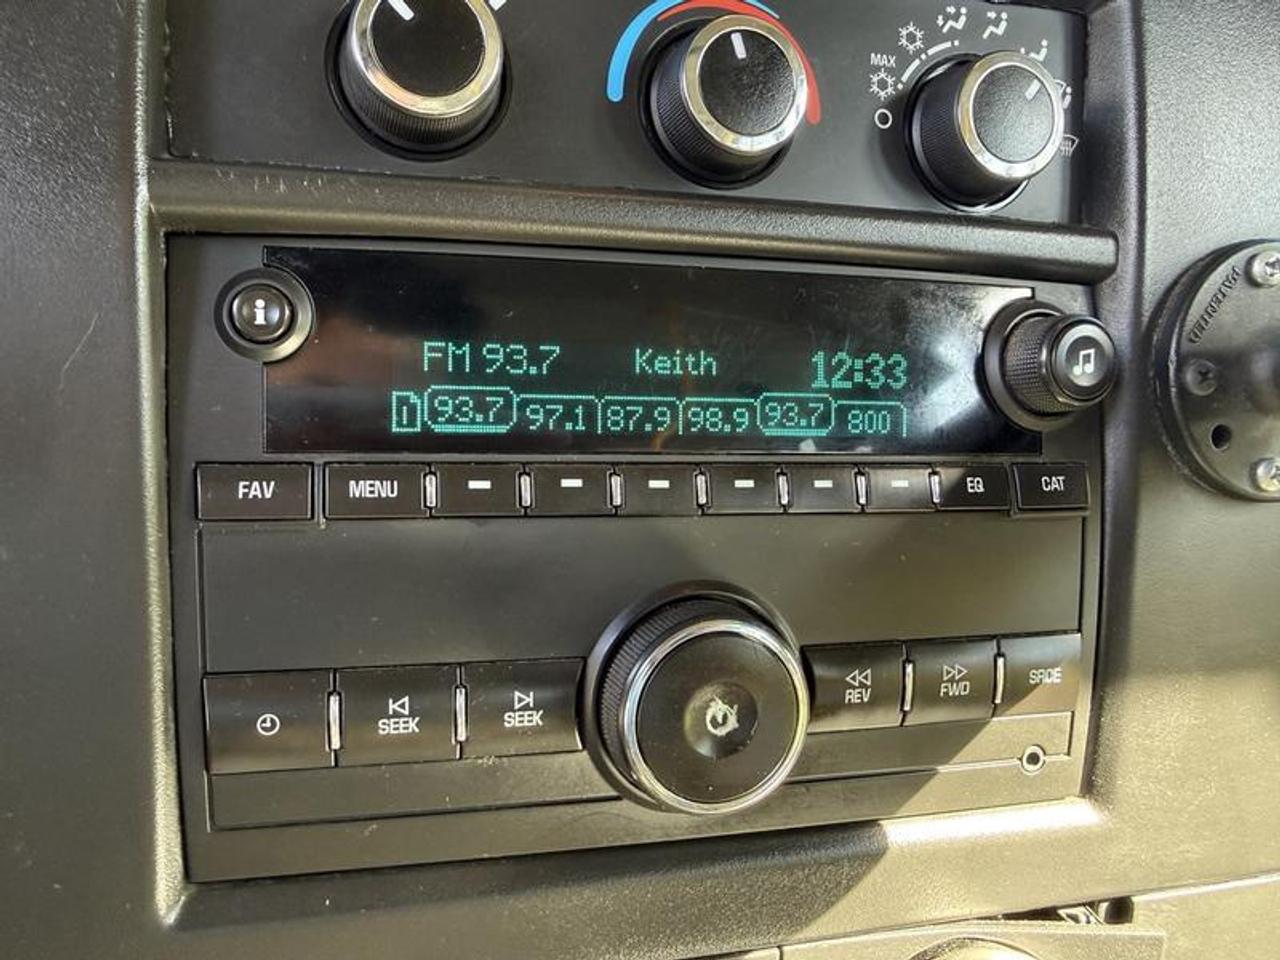 MAX
FM 93.7 Keith 12:33
1 93.7 97.1 87.9 98.9 93.7 800
FAV MENU EQ CAT
SEEK SEEK REV FWD SRCE